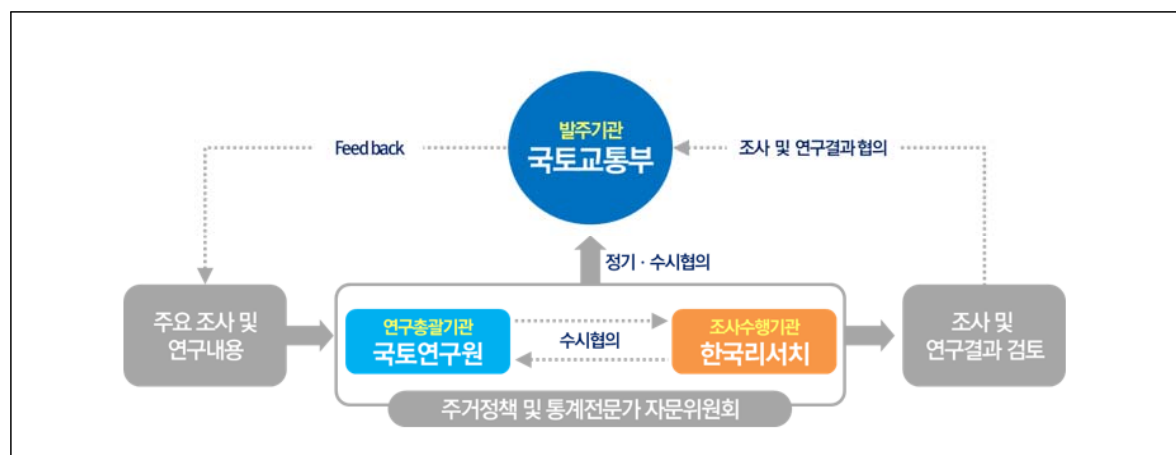 발주기관
국토교통부
Feed back
조사 및 연구결과 협의
정기 · 수시협의
주요 조사 및
연구내용
연구총괄기관
국토연구원
수시협의
조사수행기관
한국리서치
조사 및
연구결과 검토
주거정책 및 통계전문가 자문위원회